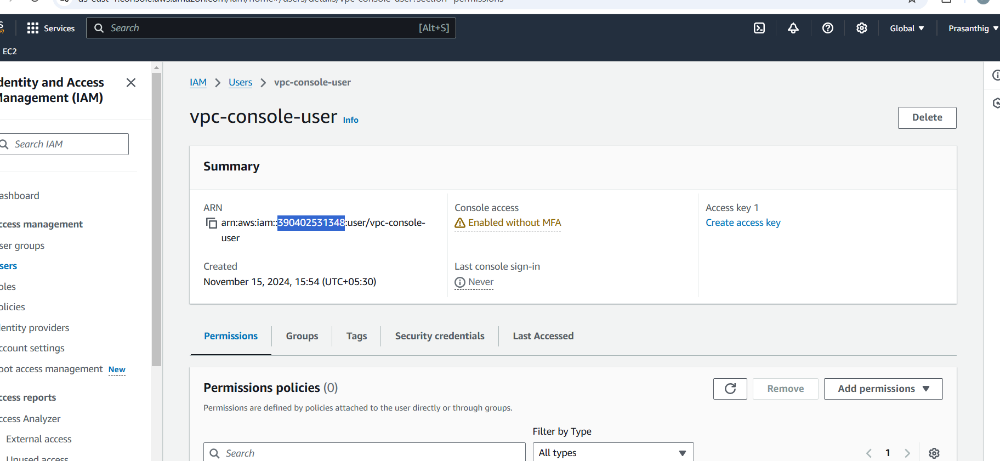 Services
Search
[Alt+S]
Global
Prasanthig
EC2
dentity and Access
Management (IAM)
Search IAM
ashboard
ccess management
ser groups
sers
oles
olicies
entity providers
ccount settings
oot access management New
ccess reports
ccess Analyzer
External access
Unused access
IAM > Users > vpc-console-user
vpc-console-user Info
Delete
Summary
ARN
arn:aws:iam::390402531348:user/vpc-console-
user
Console access
Enabled without MFA
Access key 1
Create access key
Created
November 15, 2024, 15:54 (UTC+05:30)
Last console sign-in
Never
Permissions
Groups
Tags
Security credentials
Last Accessed
Permissions policies (0)
Remove
Add permissions
Permissions are defined by policies attached to the user directly or through groups.
Filter by Type
Search
All types
1